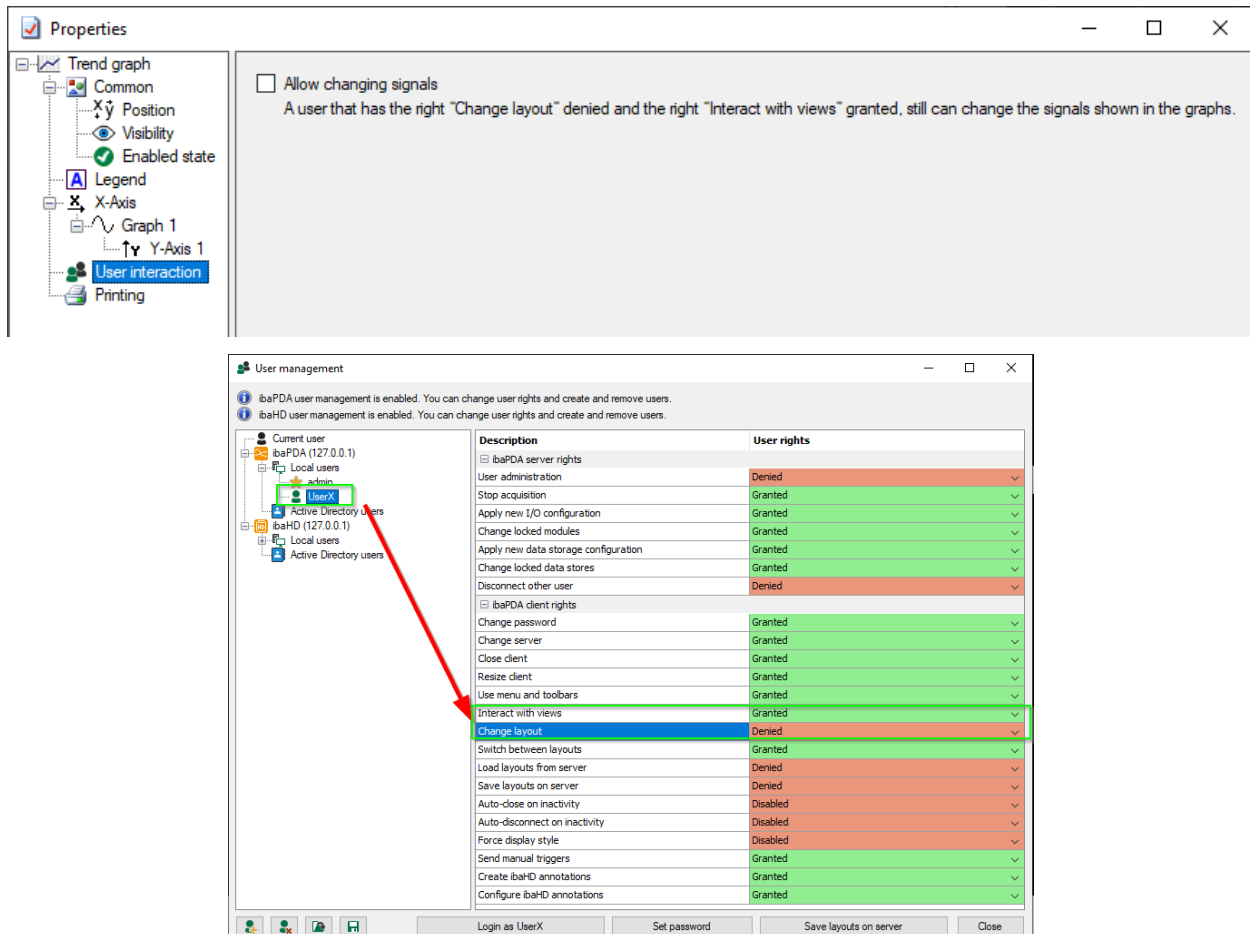 Properties
Trend graph
Common
Position
Visibility
Enabled state
Legend
X-Axis
Graph 1
Y-Axis 1
User interaction
Printing
Allow changing signals
A user that has the right "Change layout" denied and the right "Interact with views" granted, still can change the signals shown in the graphs.
User management
ibaPDA user management is enabled. You can change user rights and create and remove users.
ibaHD user management is enabled. You can change user rights and create and remove users.
Current user
ibaPDA (127.0.0.1)
Local users
admin
UserX
Active Directory users
ibaHD (127.0.0.1)
Local users
Active Directory users
Description User rights
ibaPDA server rights
User administration Denied
Stop acquisition Granted
Apply new I/O configuration Granted
Change locked modules Granted
Apply new data storage configuration Granted
Change locked data stores Granted
Disconnect other user Denied
ibaPDA client rights
Change password Granted
Change server Granted
Close client Granted
Resize client Granted
Use menu and toolbars Granted
Interact with views Granted
Change layout Denied
Switch between layouts Granted
Load layouts from server Denied
Save layouts on server Denied
Auto-close on inactivity Disabled
Auto-disconnect on inactivity Disabled
Force display style Disabled
Send manual triggers Granted
Create ibaHD annotations Granted
Configure ibaHD annotations Granted
Login as UserX Set password Save layouts on server Close